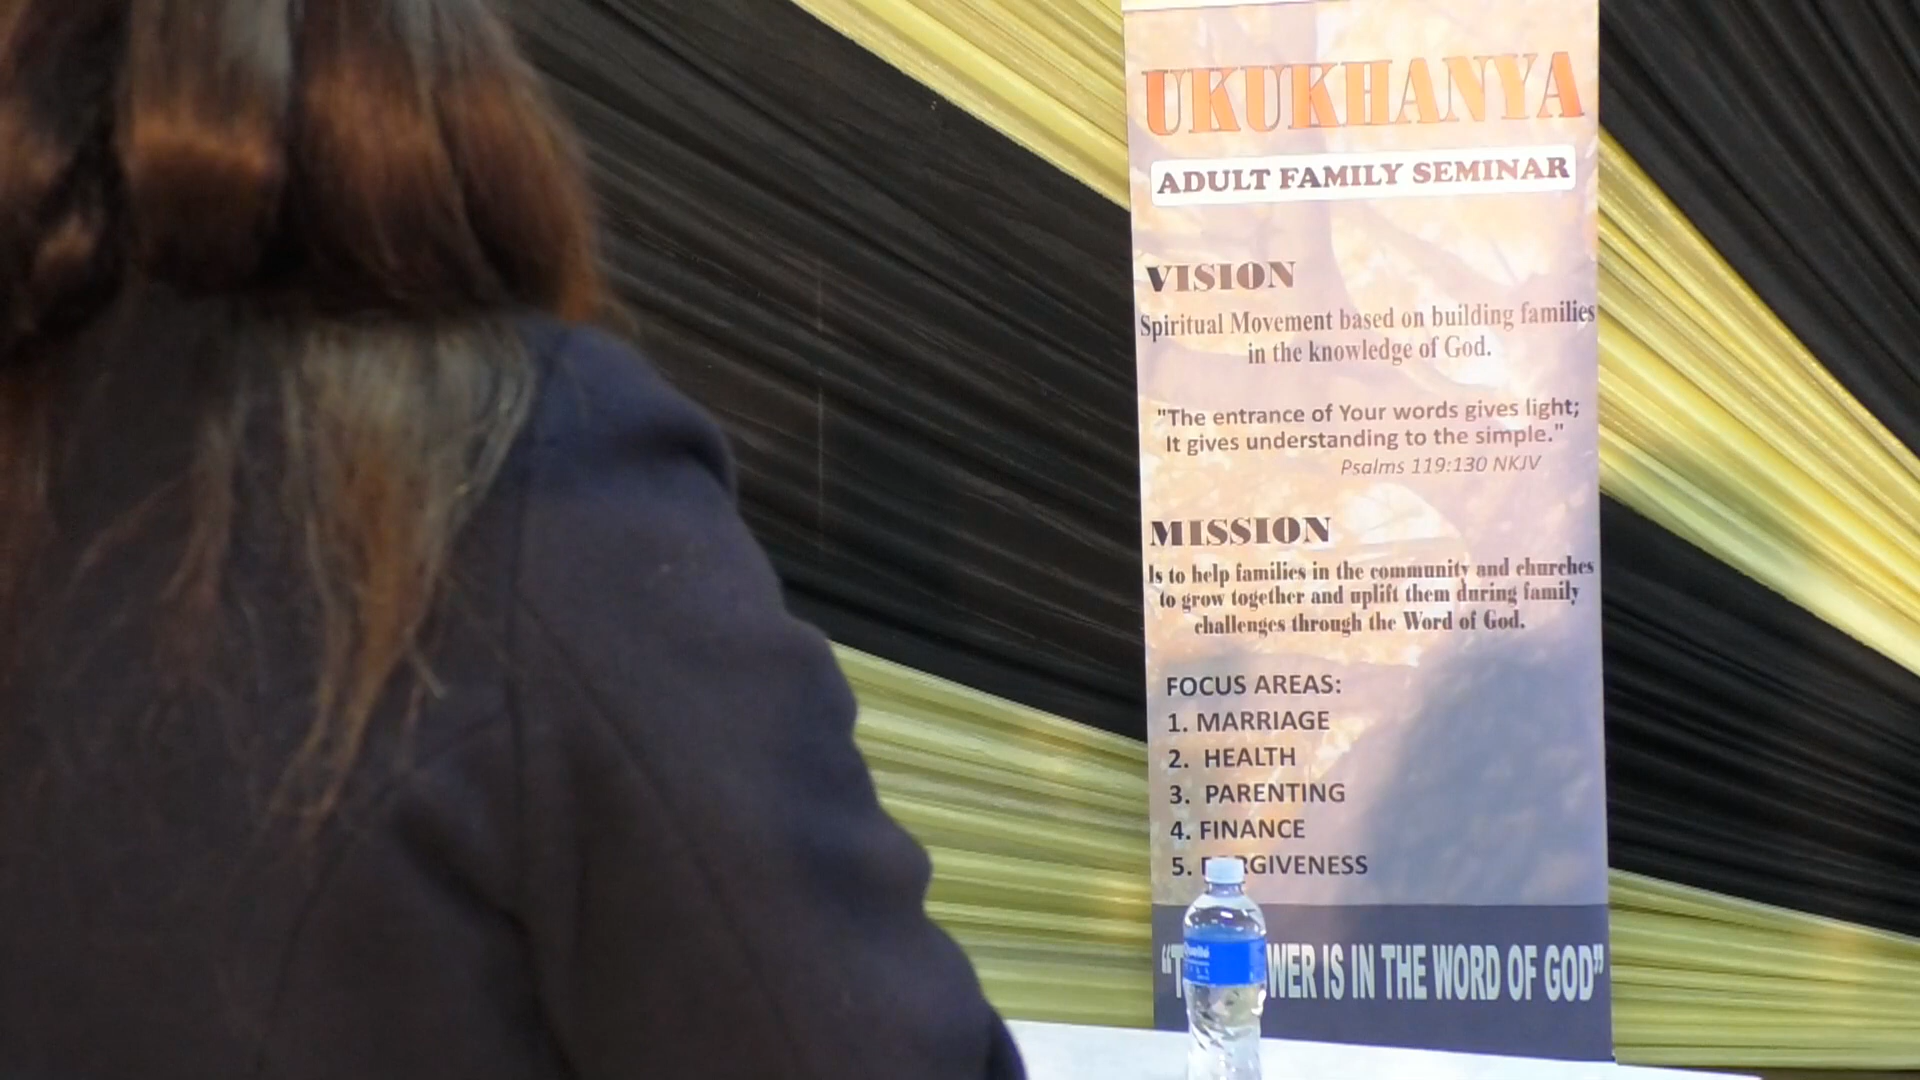 UKUKHANYA
ADULT FAMILY SEMINAR
VISION
Spiritual Movement based on building families
in the knowledge of God.
"The entrance of Your words gives light;
It gives understanding to the simple."
Psalms 119:130 NKJV
MISSION
Is to help families in the community and churches
to grow together and uplift them during family
challenges through the Word of God.
FOCUS AREAS:
1. MARRIAGE
2. HEALTH
3. PARENTING
4. FINANCE
5. FORGIVENESS
IS IN THE WORD OF GOD”